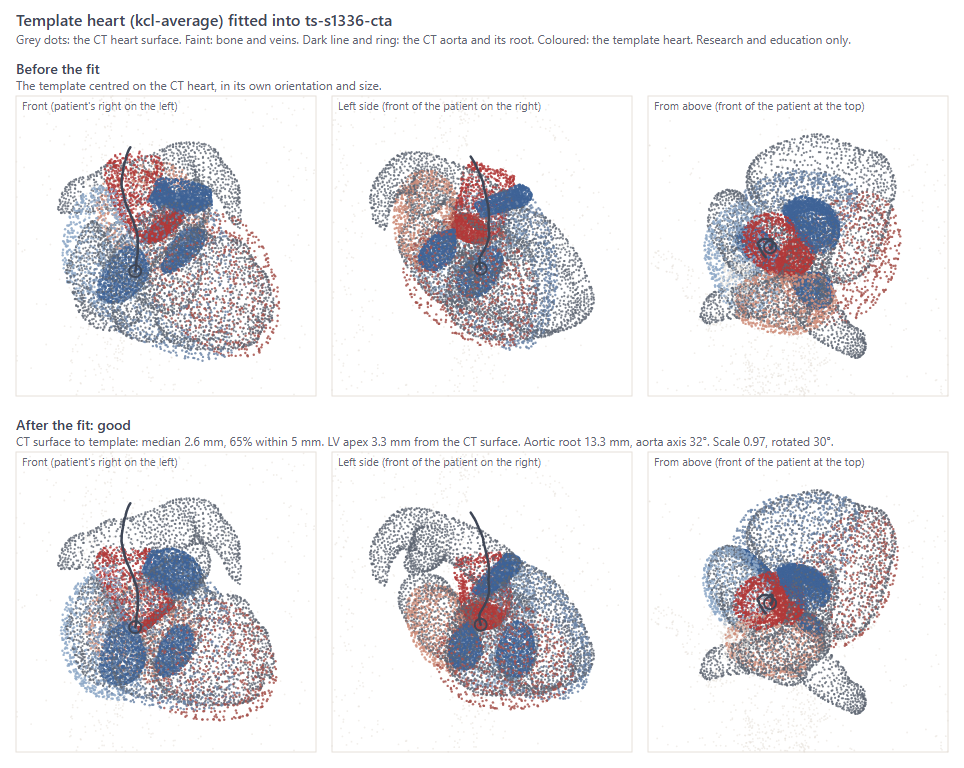 Template heart (kcl-average) fitted into ts-s1336-cta
Grey dots: the CT heart surface. Faint: bone and veins. Dark line and ring: the CT aorta and its root. Coloured: the template heart. Research and education only.
Before the fit
The template centred on the CT heart, in its own orientation and size.
Front (patient's right on the left)
Left side (front of the patient on the right)
From above (front of the patient at the top)
After the fit: good
CT surface to template: median 2.6 mm, 65% within 5 mm. LV apex 3.3 mm from the CT surface. Aortic root 13.3 mm, aorta axis 32°. Scale 0.97, rotated 30°.
Front (patient's right on the left)
Left side (front of the patient on the right)
From above (front of the patient at the top)